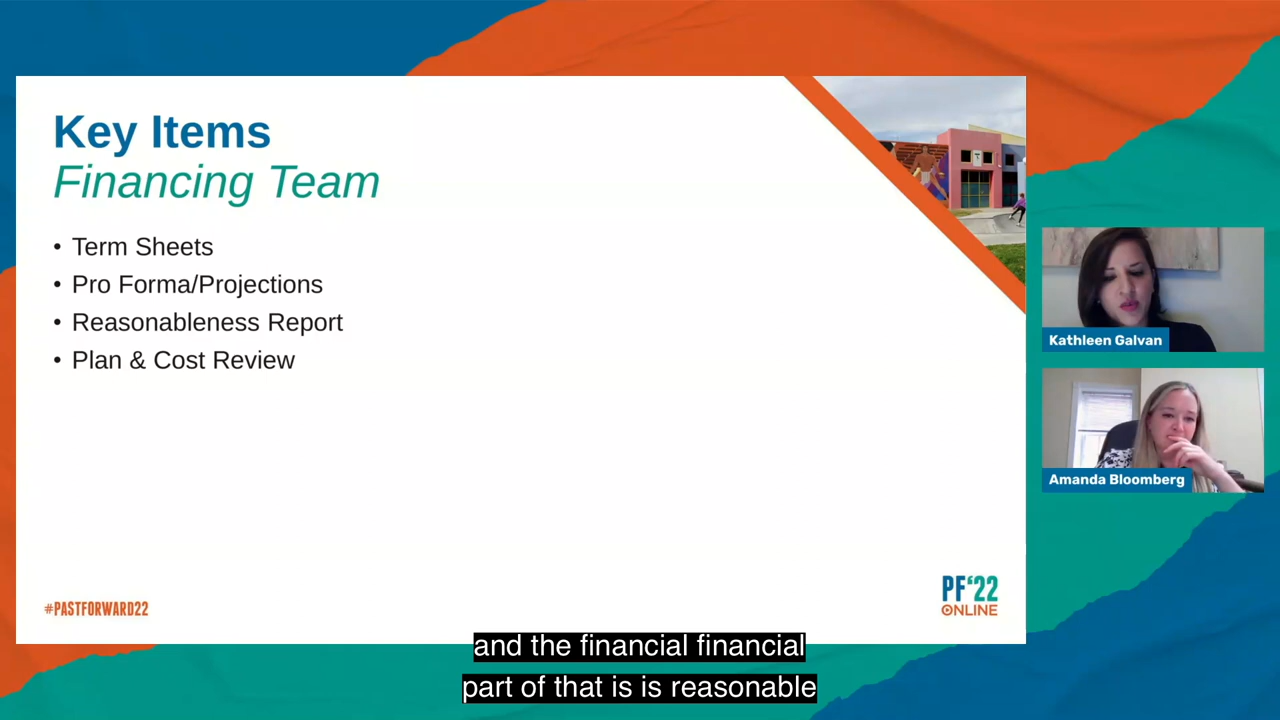 Key Items
Financing Team
• Term Sheets
• Pro Forma/Projections
• Reasonableness Report
• Plan & Cost Review
Kathleen Galvan
Amanda Bloomberg
#PASTFORWARD22
PF'22
ONLINE
and the financial financial
part of that is is reasonable